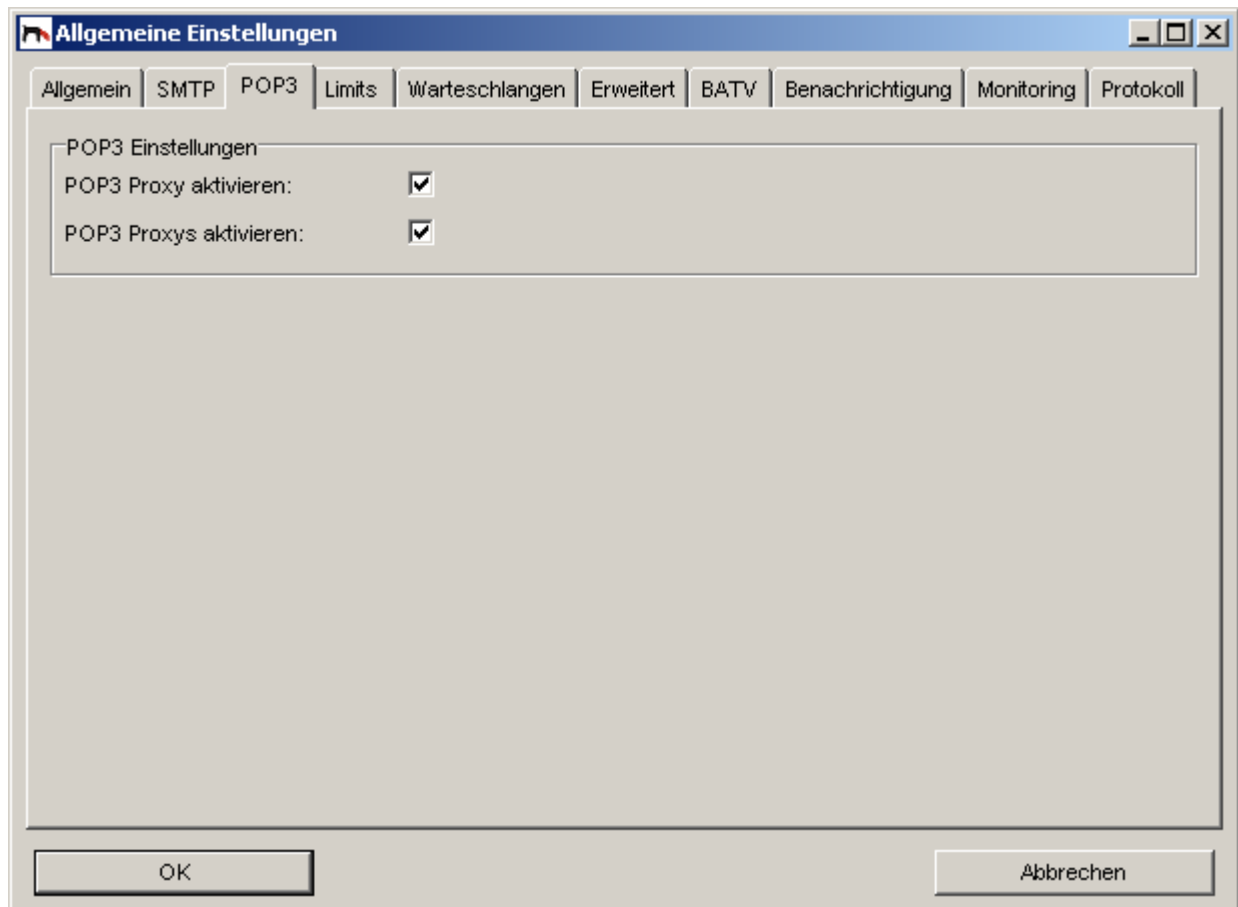 Allgemeine Einstellungen
Allgemein SMTP POP3 Limits Warteschlangen Erweitert BATV Benachrichtigung Monitoring Protokoll
POP3 Einstellungen
POP3 Proxy aktivieren:
POP3 Proxys aktivieren:
OK Abbrechen